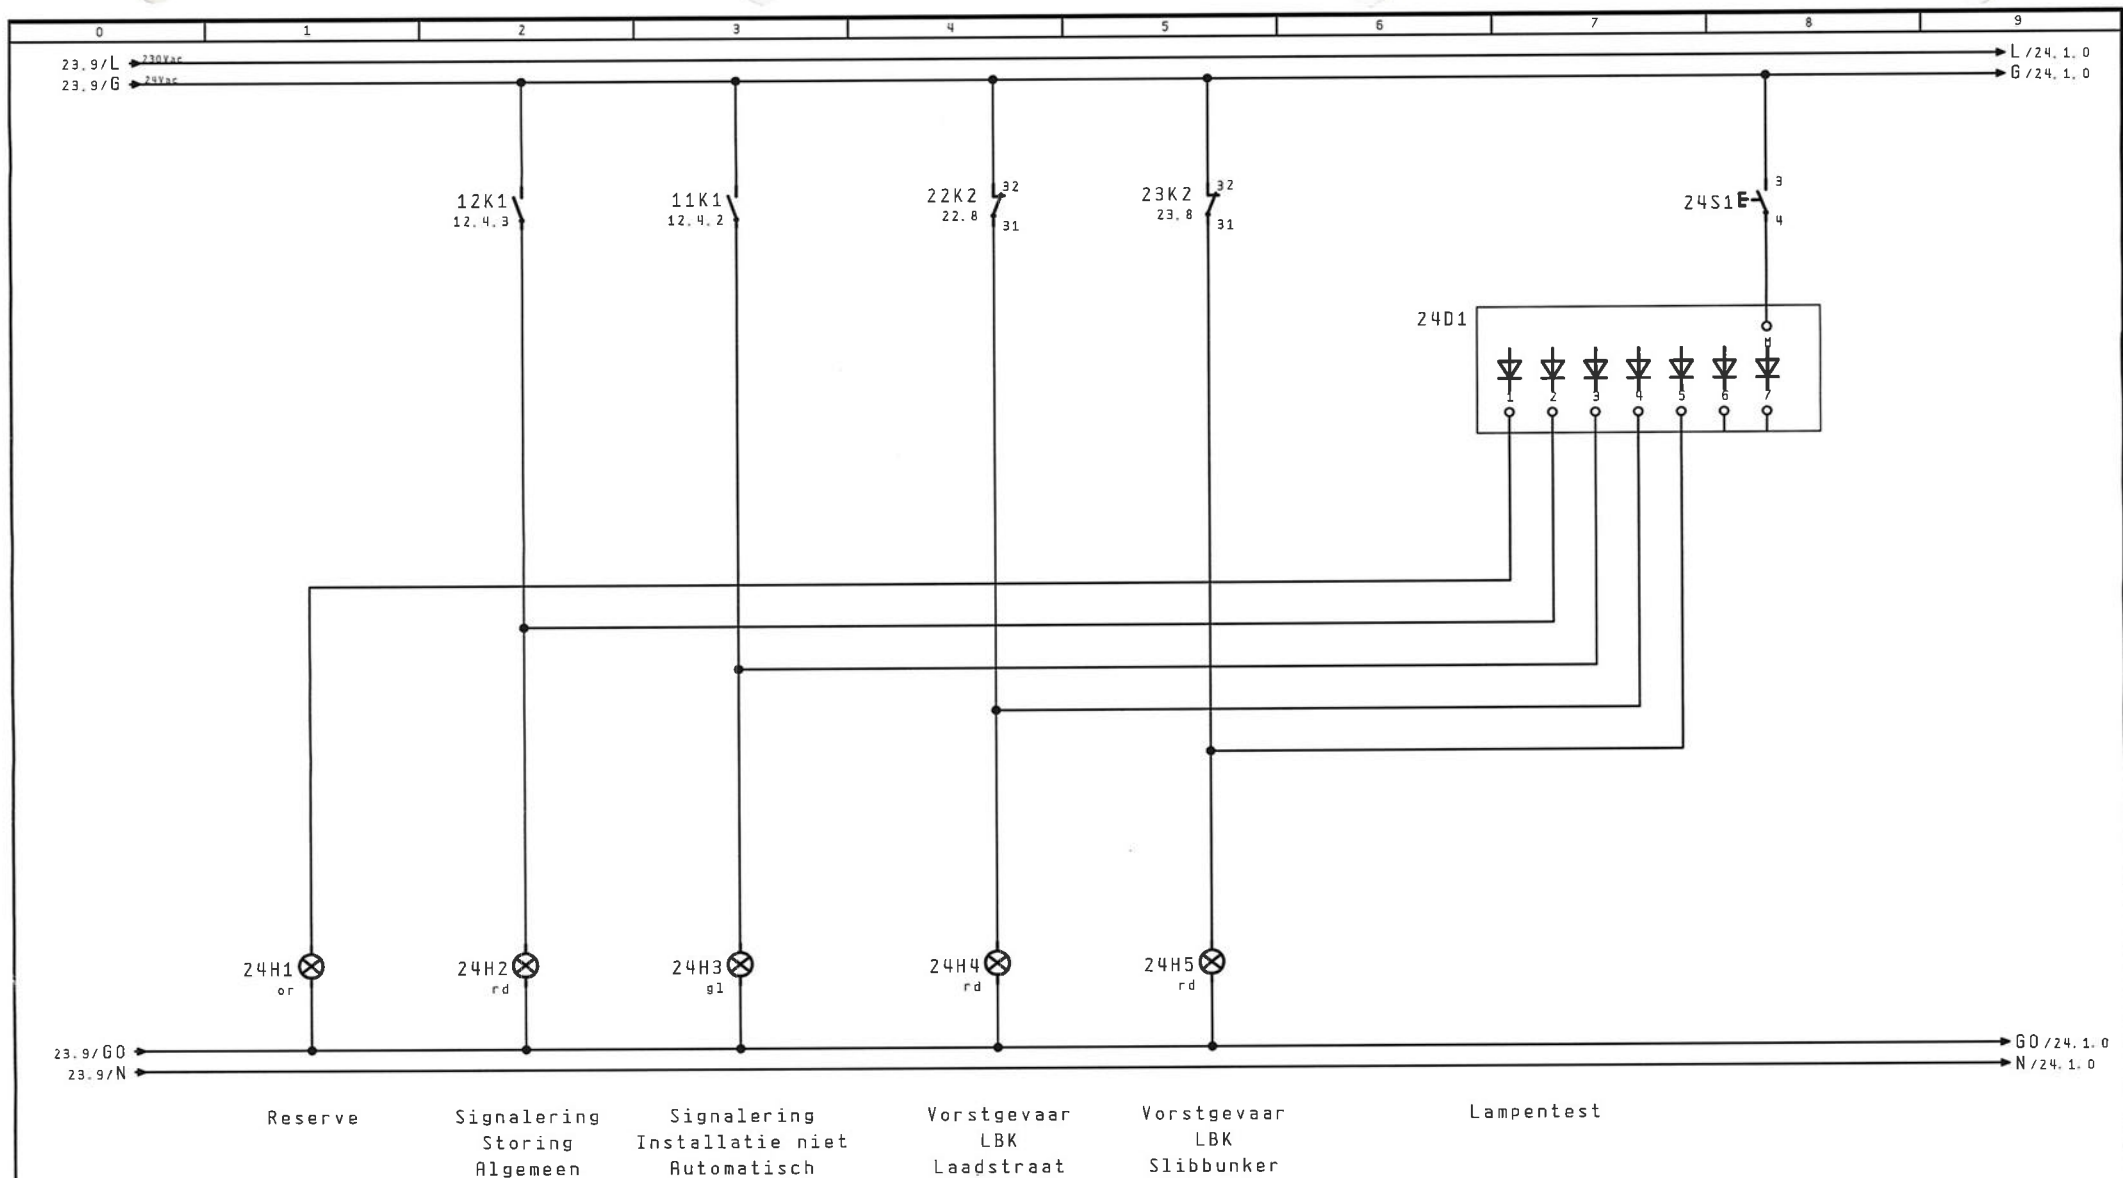 0 1 2 3 4 5 6 7 8 9
23.9/L 230Vac L/24.1.0
23.9/G 24Vac G/24.1.0
12K1
12.4.3
11K1
12.4.2
22K2
22.8
32
31
23K2
23.8
32
31
24S1
3
4
24D1
M
1 2 3 4 5 6 7
24H1
or
24H2
rd
24H3
gl
24H4
rd
24H5
rd
23.9/G0 G0/24.1.0
23.9/N N/24.1.0
Reserve
Signalering
Storing
Algemeen
Signalering
Installatie niet
Automatisch
Vorstgevaar
LBK
Laadstraat
Vorstgevaar
LBK
Slibbunker
Lampentest